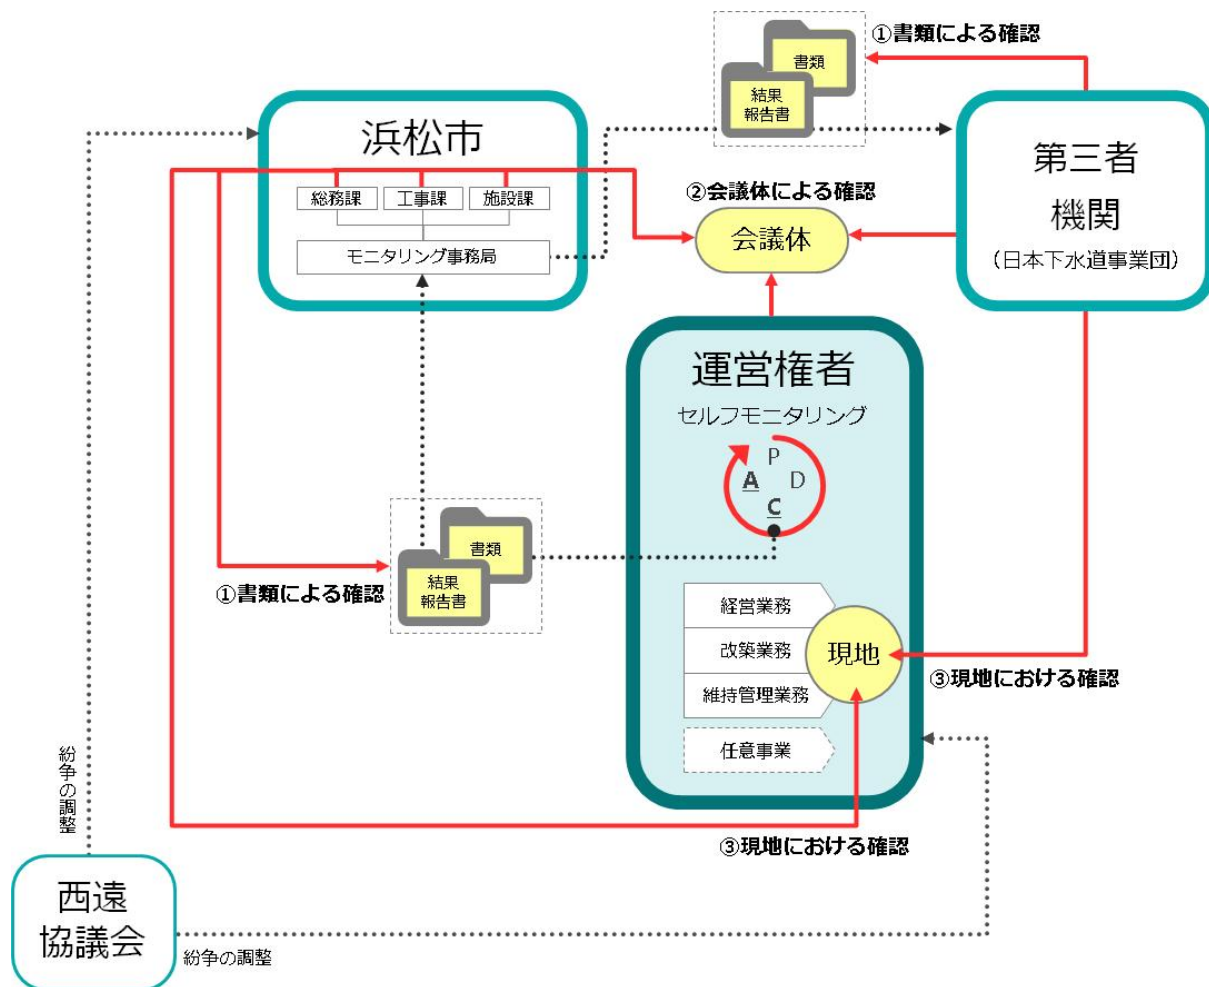 ①書類による確認
書類
結果
報告書
浜松市
総務課
工事課
施設課
モニタリング事務局
②会議体による確認
会議体
第三者
機関
（日本下水道事業団）
運営権者
セルフモニタリング
P
D
C
A
書類
結果
報告書
①書類による確認
経営業務
改築業務
維持管理業務
任意事業
現地
③現地における確認
③現地における確認
紛争の調整
西遠
協議会
紛争の調整